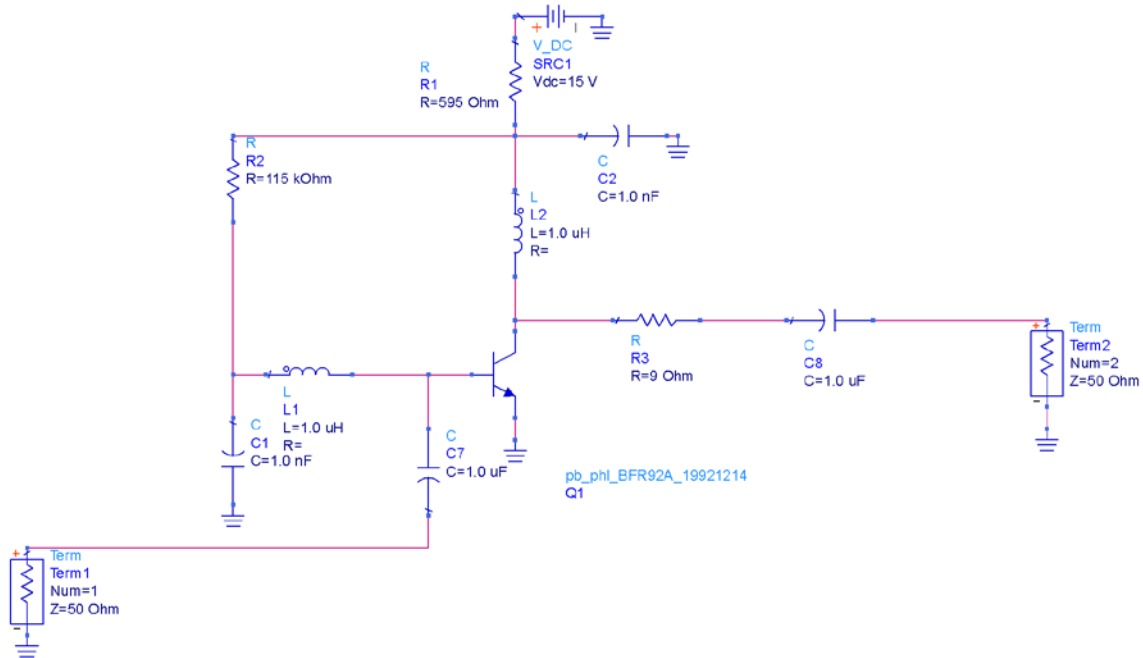 + −
V_DC
SRC1
Vdc=15 V
R
R1
R=595 Ohm
R
R2
R=115 kOhm
C
C2
C=1.0 nF
L
L2
L=1.0 uH
R=
R
R3
R=9 Ohm
C
C8
C=1.0 uF
+
Term
Term2
Num=2
Z=50 Ohm
-
L
L1
L=1.0 uH
R=
C
C1
C=1.0 nF
C
C7
C=1.0 uF
pb_phl_BFR92A_19921214
Q1
+
Term
Term1
Num=1
Z=50 Ohm
-